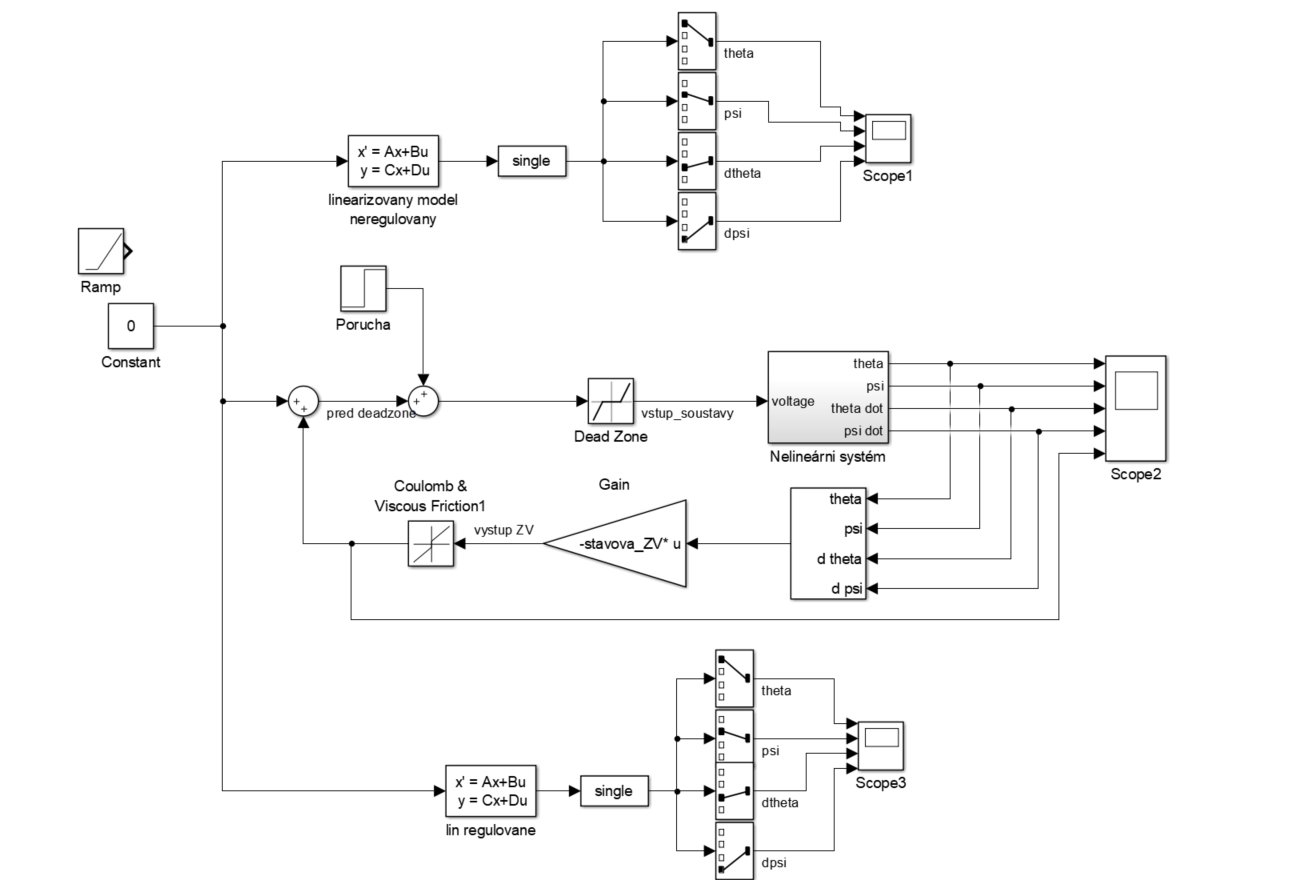 theta
psi
dtheta
dpsi
Scope1
x' = Ax+Bu
y = Cx+Du
linearizovany model
neregulovany
single
Ramp
0
Constant
Porucha
+
+
pred deadzone
+
+
Dead Zone
vstup_soustavy
voltage
theta
psi
theta dot
psi dot
Nelineárni systém
Scope2
Coulomb &
Viscous Friction1
vystup ZV
Gain
-stavova_ZV* u
theta
psi
d theta
d psi
x' = Ax+Bu
y = Cx+Du
lin regulovane
single
theta
psi
dtheta
dpsi
Scope3